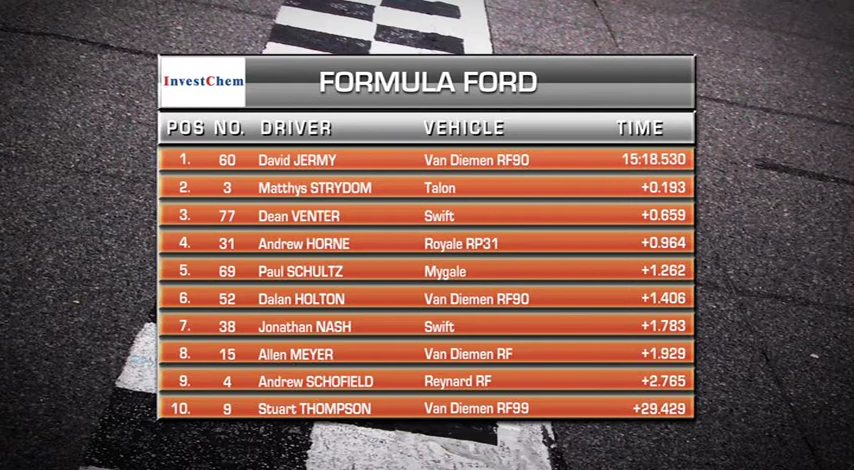 InvestChem
FORMULA FORD
POS NO. DRIVER VEHICLE TIME
1. 60 David JERMY Van Diemen RF90 15:18.530
2. 3 Matthys STRYDOM Talon +0.193
3. 77 Dean VENTER Swift +0.659
4. 31 Andrew HORNE Royale RP31 +0.964
5. 69 Paul SCHULTZ Mygale +1.262
6. 52 Dalan HOLTON Van Diemen RF90 +1.406
7. 38 Jonathan NASH Swift +1.783
8. 15 Allen MEYER Van Diemen RF +1.929
9. 4 Andrew SCHOFIELD Reynard RF +2.765
10. 9 Stuart THOMPSON Van Diemen RF99 +29.429